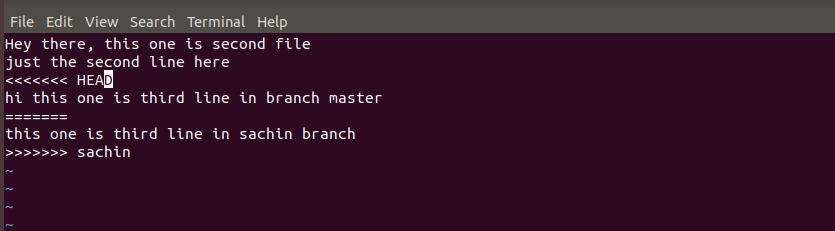 File Edit View Search Terminal Help
Hey there, this one is second file
just the second line here
<<<<<<< HEAD
hi this one is third line in branch master
=======
this one is third line in sachin branch
>>>>>>> sachin
~
~
~
~